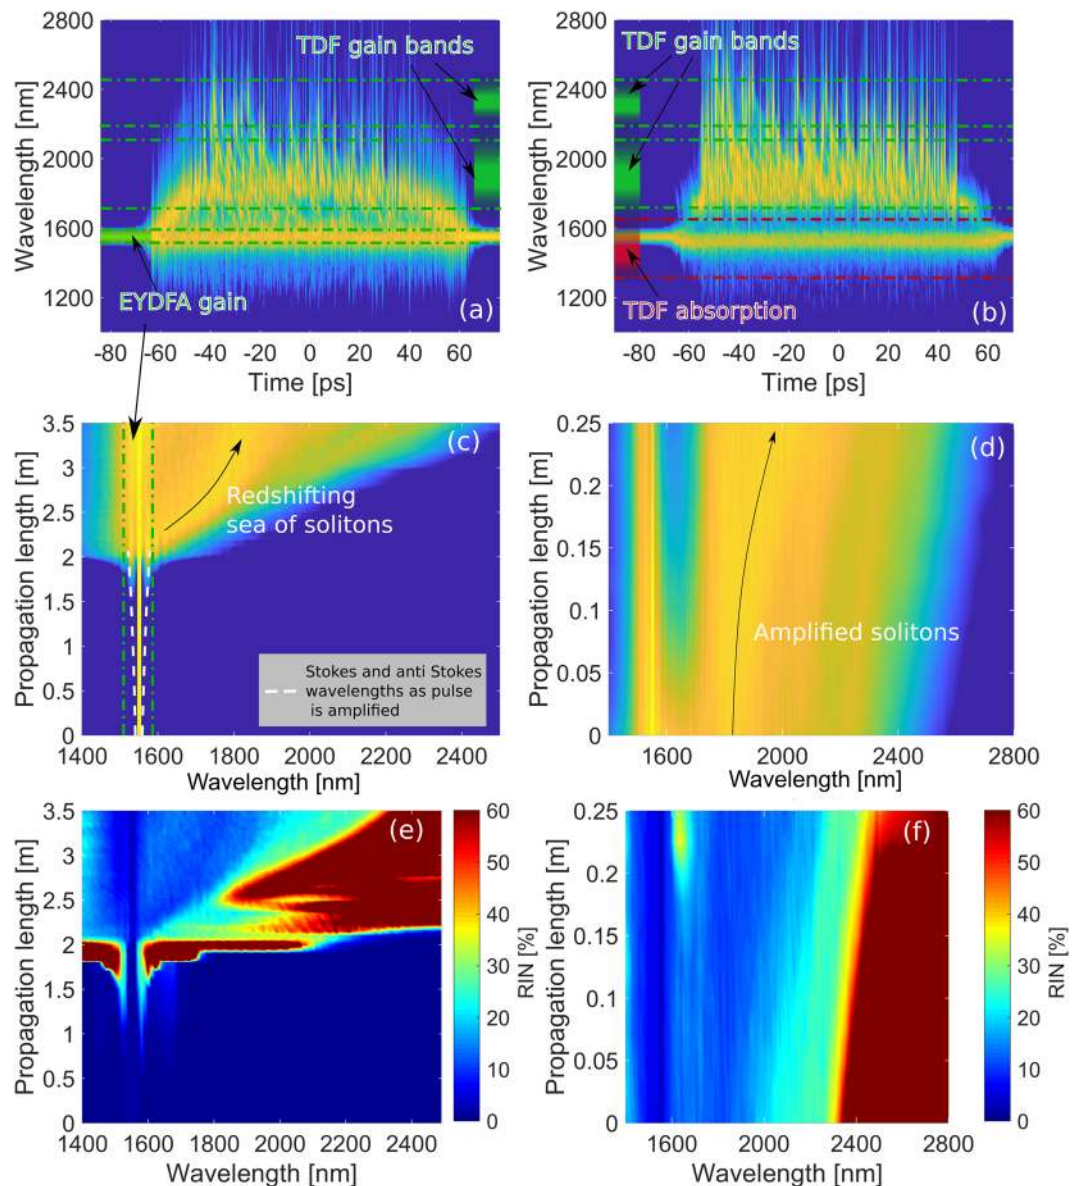 2800
2400
2000
1600
1200
Wavelength [nm]
TDF gain bands
EYDFA gain
(a)
-80 -60 -40 -20 0 20 40 60
Time [ps]
2800
2400
2000
1600
1200
Wavelength [nm]
TDF gain bands
TDF absorption
(b)
-80 -60 -40 -20 0 20 40 60
Time [ps]
3.5
3
2.5
2
1.5
1
0.5
0
Propagation length [m]
(c)
Redshifting
sea of solitons
Stokes and anti Stokes
wavelengths as pulse
is amplified
1400 1600 1800 2000 2200 2400
Wavelength [nm]
0.25
0.2
0.15
0.1
0.05
0
Propagation length [m]
(d)
Amplified solitons
1600 2000 2400 2800
Wavelength [nm]
3.5
3
2.5
2
1.5
1
0.5
0
Propagation length [m]
(e)
1400 1600 1800 2000 2200 2400
Wavelength [nm]
60
50
40
30
20
10
0
RIN [%]
0.25
0.2
0.15
0.1
0.05
0
Propagation length [m]
(f)
1600 2000 2400 2800
Wavelength [nm]
60
50
40
30
20
10
0
RIN [%]